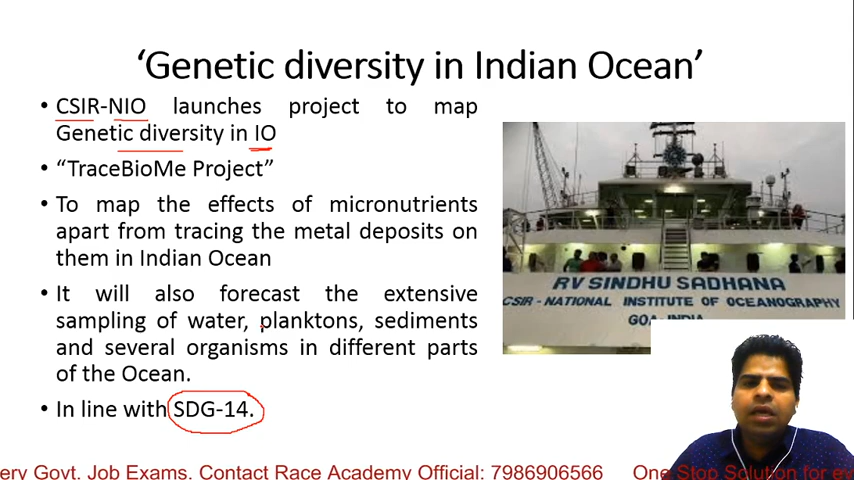 ‘Genetic diversity in Indian Ocean’
• CSIR-NIO launches project to map
Genetic diversity in IO
• “TraceBioMe Project”
• To map the effects of micronutrients
apart from tracing the metal deposits on
them in Indian Ocean
• It will also forecast the extensive
sampling of water, planktons, sediments
and several organisms in different parts
of the Ocean.
• In line with SDG-14.
RV SINDHU SADHANA
CSIR - NATIONAL INSTITUTE OF OCEANOGRAPHY
GOA-INDIA
ery Govt. Job Exams. Contact Race Academy Official: 7986906566 One Stop Solution for ev